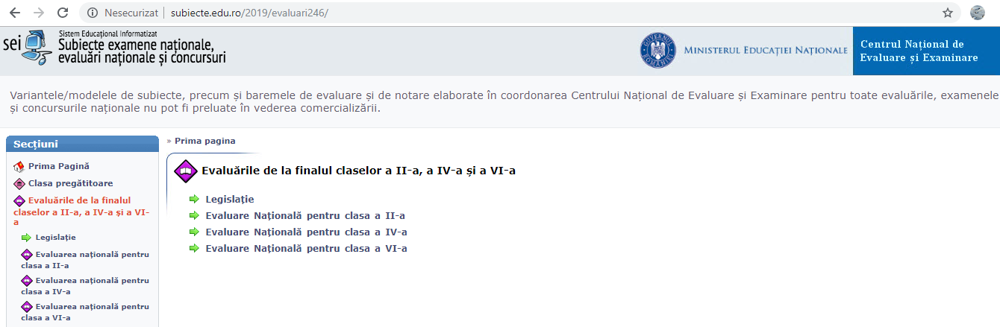 Nesecurizat | subiecte.edu.ro/2019/evaluari246/
sei
Sistem Educațional Informatizat
Subiecte examene naționale,
evaluări naționale și concursuri
GUVERNUL ROMÂNIEI
MINISTERUL EDUCAȚIEI NAȚIONALE
Centrul Național de
Evaluare și Examinare
Variantele/modelele de subiecte, precum și baremele de evaluare și de notare elaborate în coordonarea Centrului Național de Evaluare și Examinare pentru toate evaluările, examenele
și concursurile naționale nu pot fi preluate în vederea comercializării.
Secțiuni
Prima Pagină
Clasa pregătitoare
Evaluările de la finalul
claselor a II-a, a IV-a și a VI-
a
Legislație
Evaluarea națională pentru
clasa a II-a
Evaluarea națională pentru
clasa a IV-a
Evaluarea națională pentru
clasa a VI-a
» Prima pagina
Evaluările de la finalul claselor a II-a, a IV-a și a VI-a
Legislaţie
Evaluare Naţională pentru clasa a II-a
Evaluare Naţională pentru clasa a IV-a
Evaluare Naţională pentru clasa a VI-a